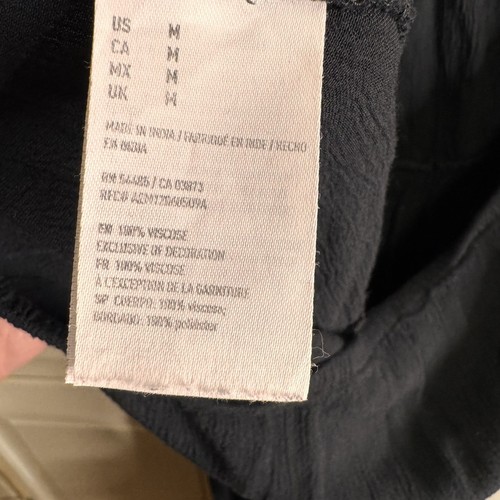 US M
CA M
MX M
UK M
MADE IN INDIA / FABRIQUÉ EN INDE / HECHO
EN INDIA
RN 54485 / CA 03873
EN 100% VISCOSE
EXCLUSIVE OF DECORATION
FR 100% VISCOSE
À L'EXCEPTION DE LA GARNITURE
SP CUERPO: 100% viscosa;
BORDADO: 100% poliéster